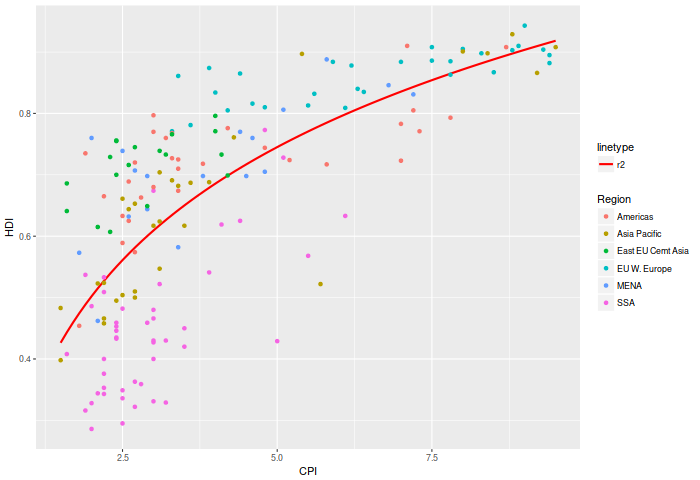 HDI
0.8
0.6
0.4
2.5
5.0
7.5
CPI
linetype
r2
Region
Americas
Asia Pacific
East EU Cemt Asia
EU W. Europe
MENA
SSA